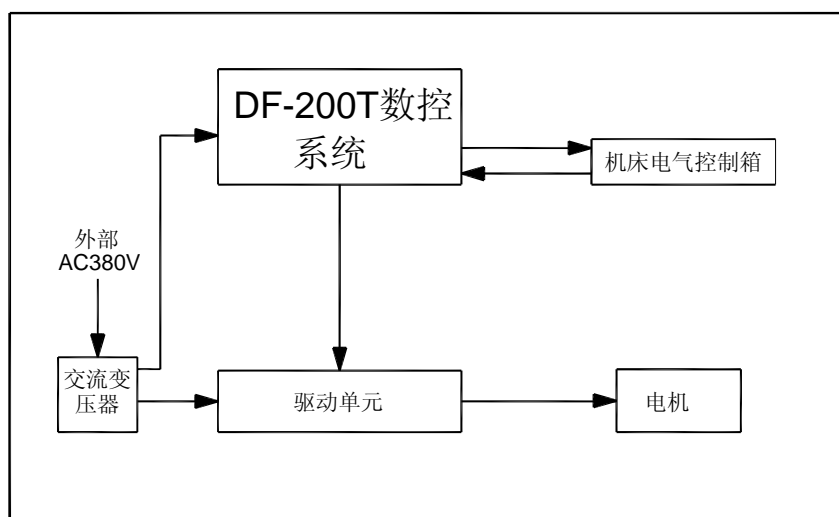 DF-200T数控
系统
机床电气控制箱
外部
AC380V
交流变
压器
驱动单元
电机